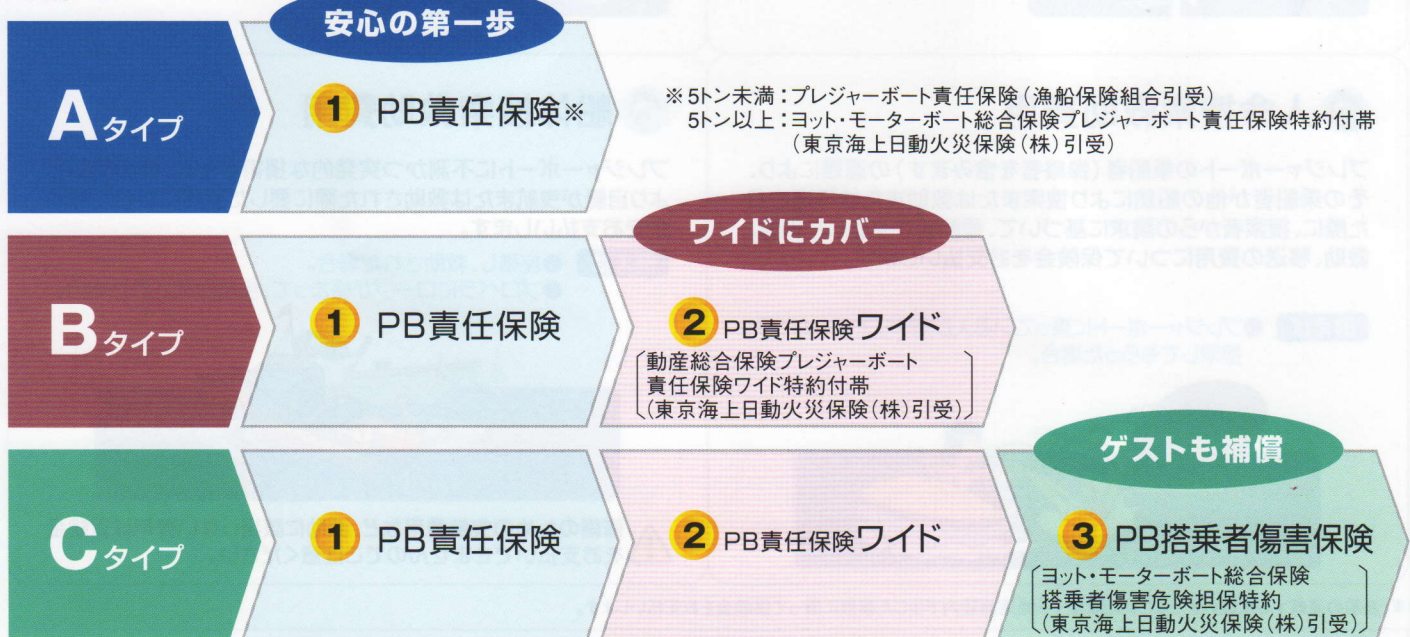 安心の第一歩
Aタイプ
1 PB責任保険※
※5トン未満：プレジャーボート責任保険（漁船保険組合引受）
5トン以上：ヨット・モーターボート総合保険プレジャーボート責任保険特約付帯
（東京海上日動火災保険（株）引受）
ワイドにカバー
Bタイプ
1 PB責任保険
2 PB責任保険ワイド
動産総合保険プレジャーボート
責任保険ワイド特約付帯
（東京海上日動火災保険（株）引受）
ゲストも補償
Cタイプ
1 PB責任保険
2 PB責任保険ワイド
3 PB搭乗者傷害保険
ヨット・モーターボート総合保険
搭乗者傷害危険担保特約
（東京海上日動火災保険（株）引受）